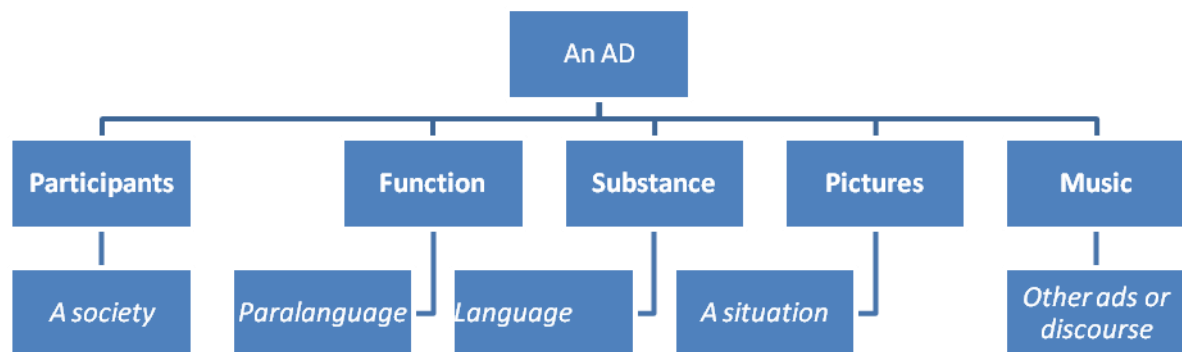 An AD
Participants
Function
Substance
Pictures
Music
A society
Paralanguage
Language
A situation
Other ads or
discourse